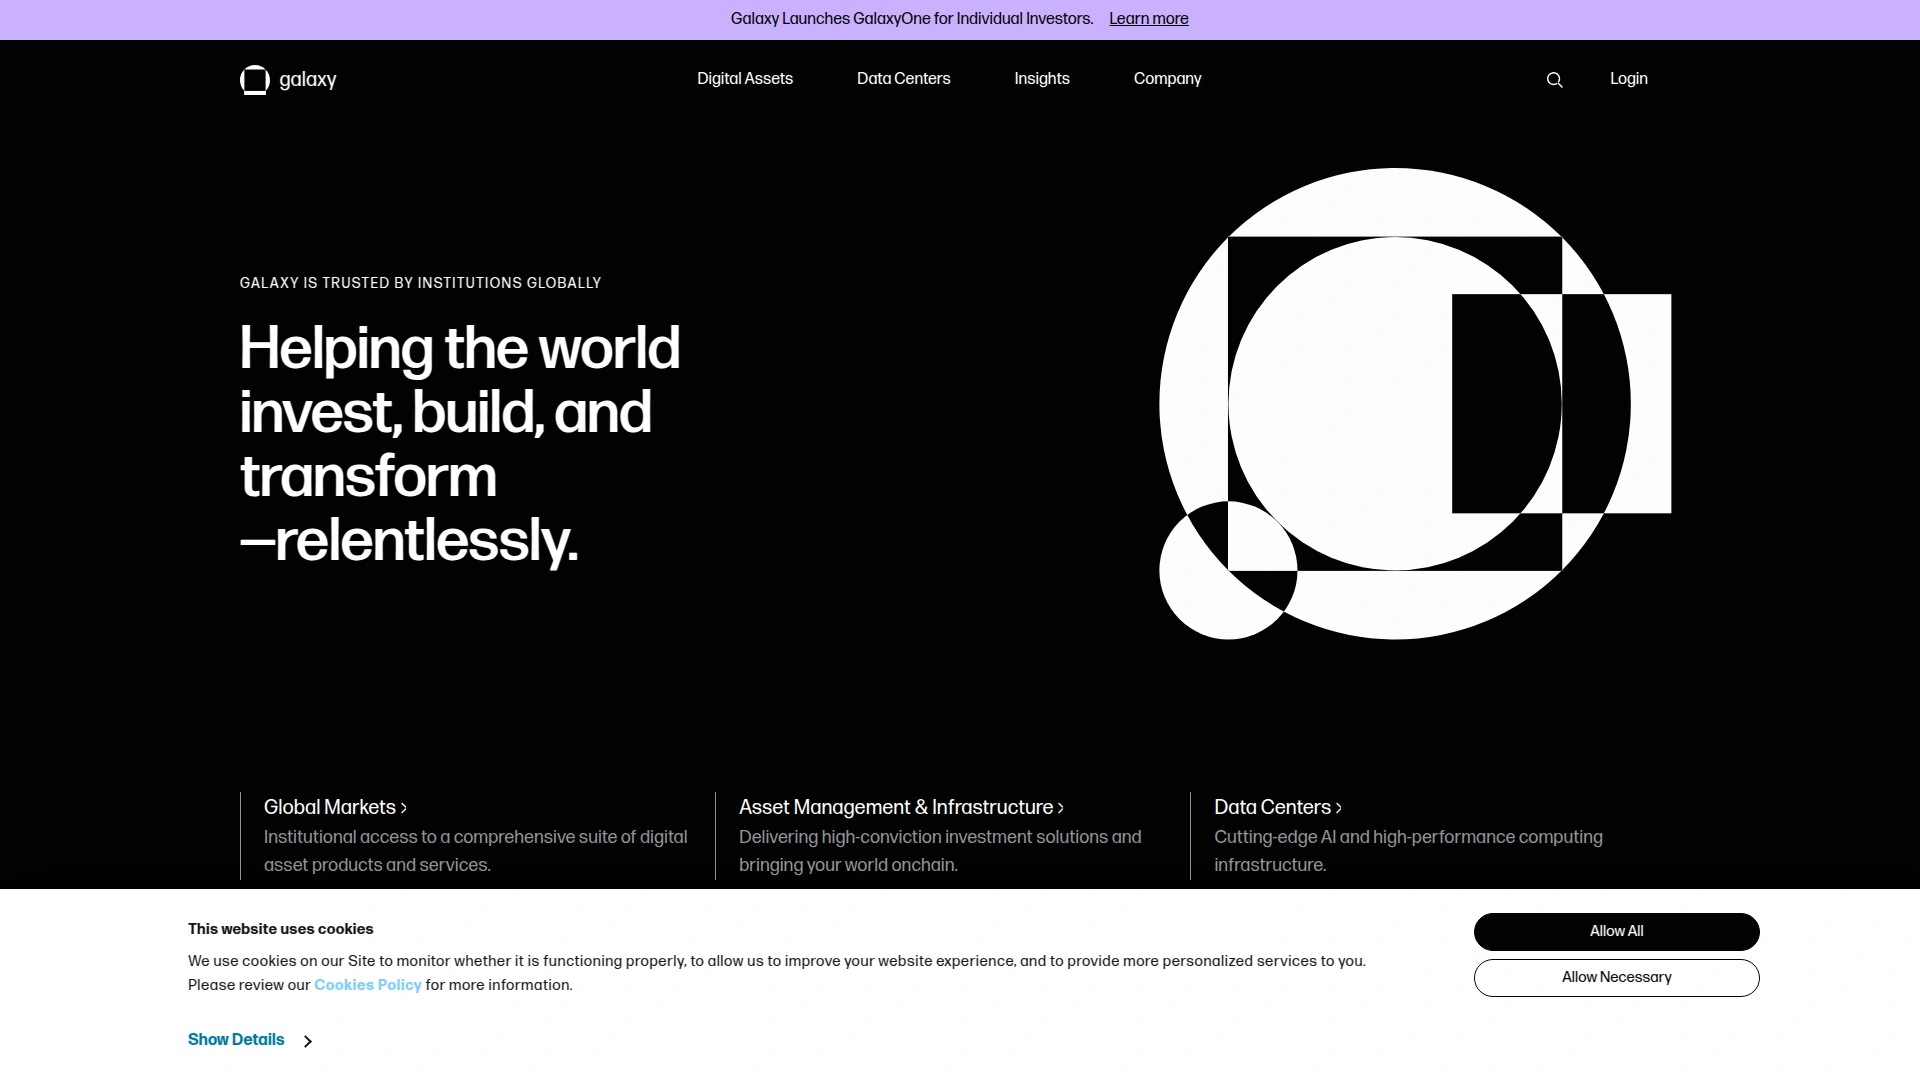 Galaxy Launches GalaxyOne for Individual Investors. Learn more
galaxy
Digital Assets
Data Centers
Insights
Company
Login
GALAXY IS TRUSTED BY INSTITUTIONS GLOBALLY
Helping the world
invest, build, and
transform
—relentlessly.
Global Markets
Institutional access to a comprehensive suite of digital
asset products and services.
Asset Management & Infrastructure
Delivering high-conviction investment solutions and
bringing your world onchain.
Data Centers
Cutting-edge AI and high-performance computing
infrastructure.
This website uses cookies
We use cookies on our Site to monitor whether it is functioning properly, to allow us to improve your website experience, and to provide more personalized services to you.
Please review our Cookies Policy for more information.
Show Details
Allow All
Allow Necessary